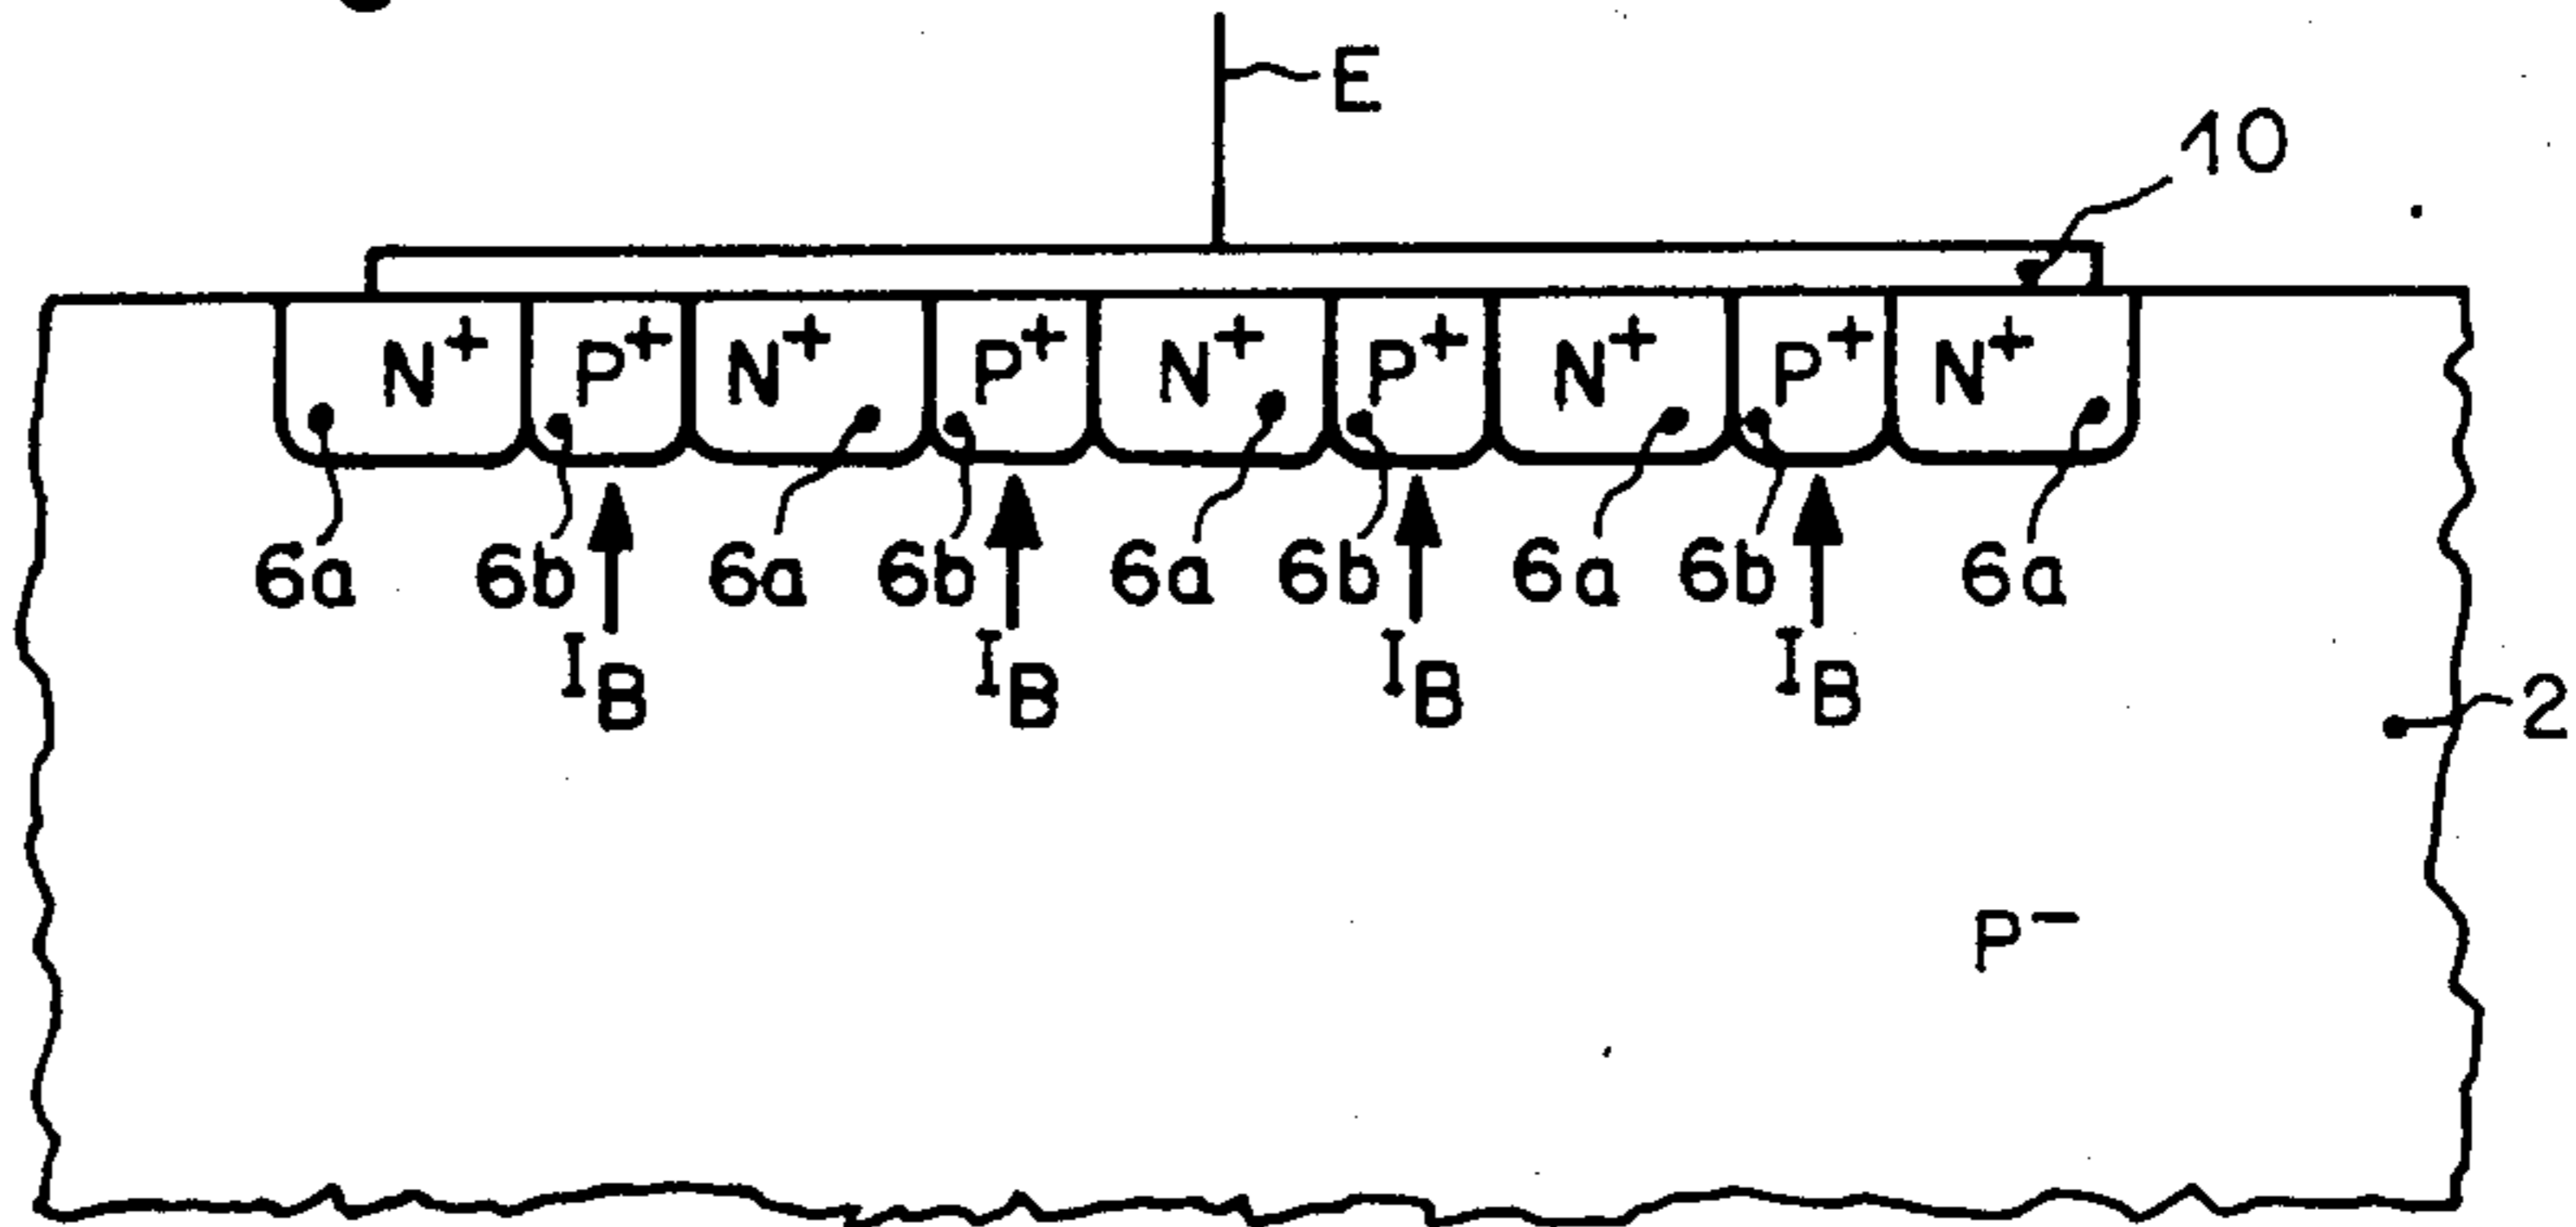 E
10
N+ P+ N+ P+ N+ P+ N+ P+ N+
6a 6b 6a 6b 6a 6b 6a 6b 6a
IB IB IB IB
2
P-